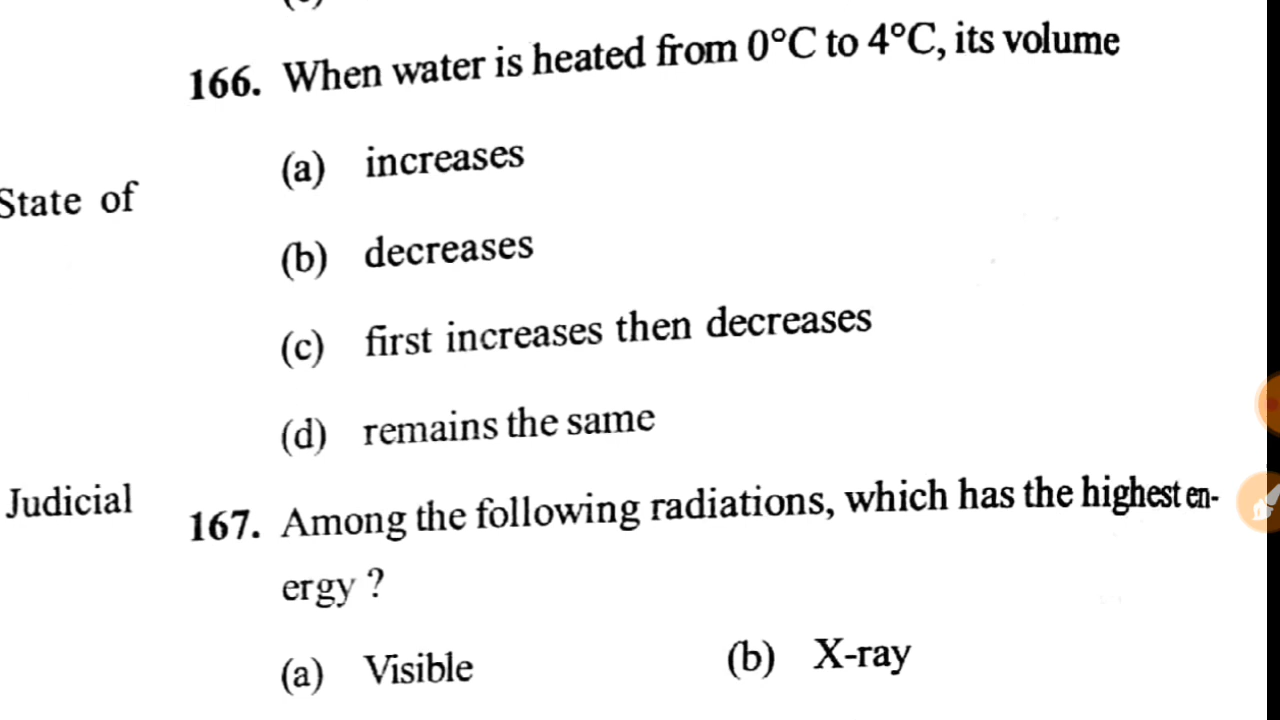 166. When water is heated from 0°C to 4°C, its volume
(a) increases
State of
(b) decreases
(c) first increases then decreases
(d) remains the same
Judicial
167. Among the following radiations, which has the highest en-
ergy ?
(a) Visible (b) X-ray